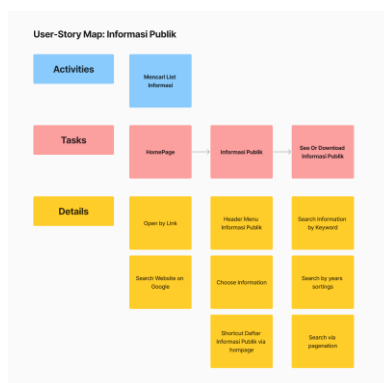 User-Story Map: Informasi Publik
Activities
Mencari List
Informasi
Tasks
HomePage
Informasi Publik
See Or Download
Informasi Publik
Details
Open by Link
Header Menu
Informasi Publik
Search Information
by Keyword
Search Website on
Google
Choose Information
Search by years
sortings
Shortcut Daftar
Informasi Publik via
hompage
Search via
pagenation